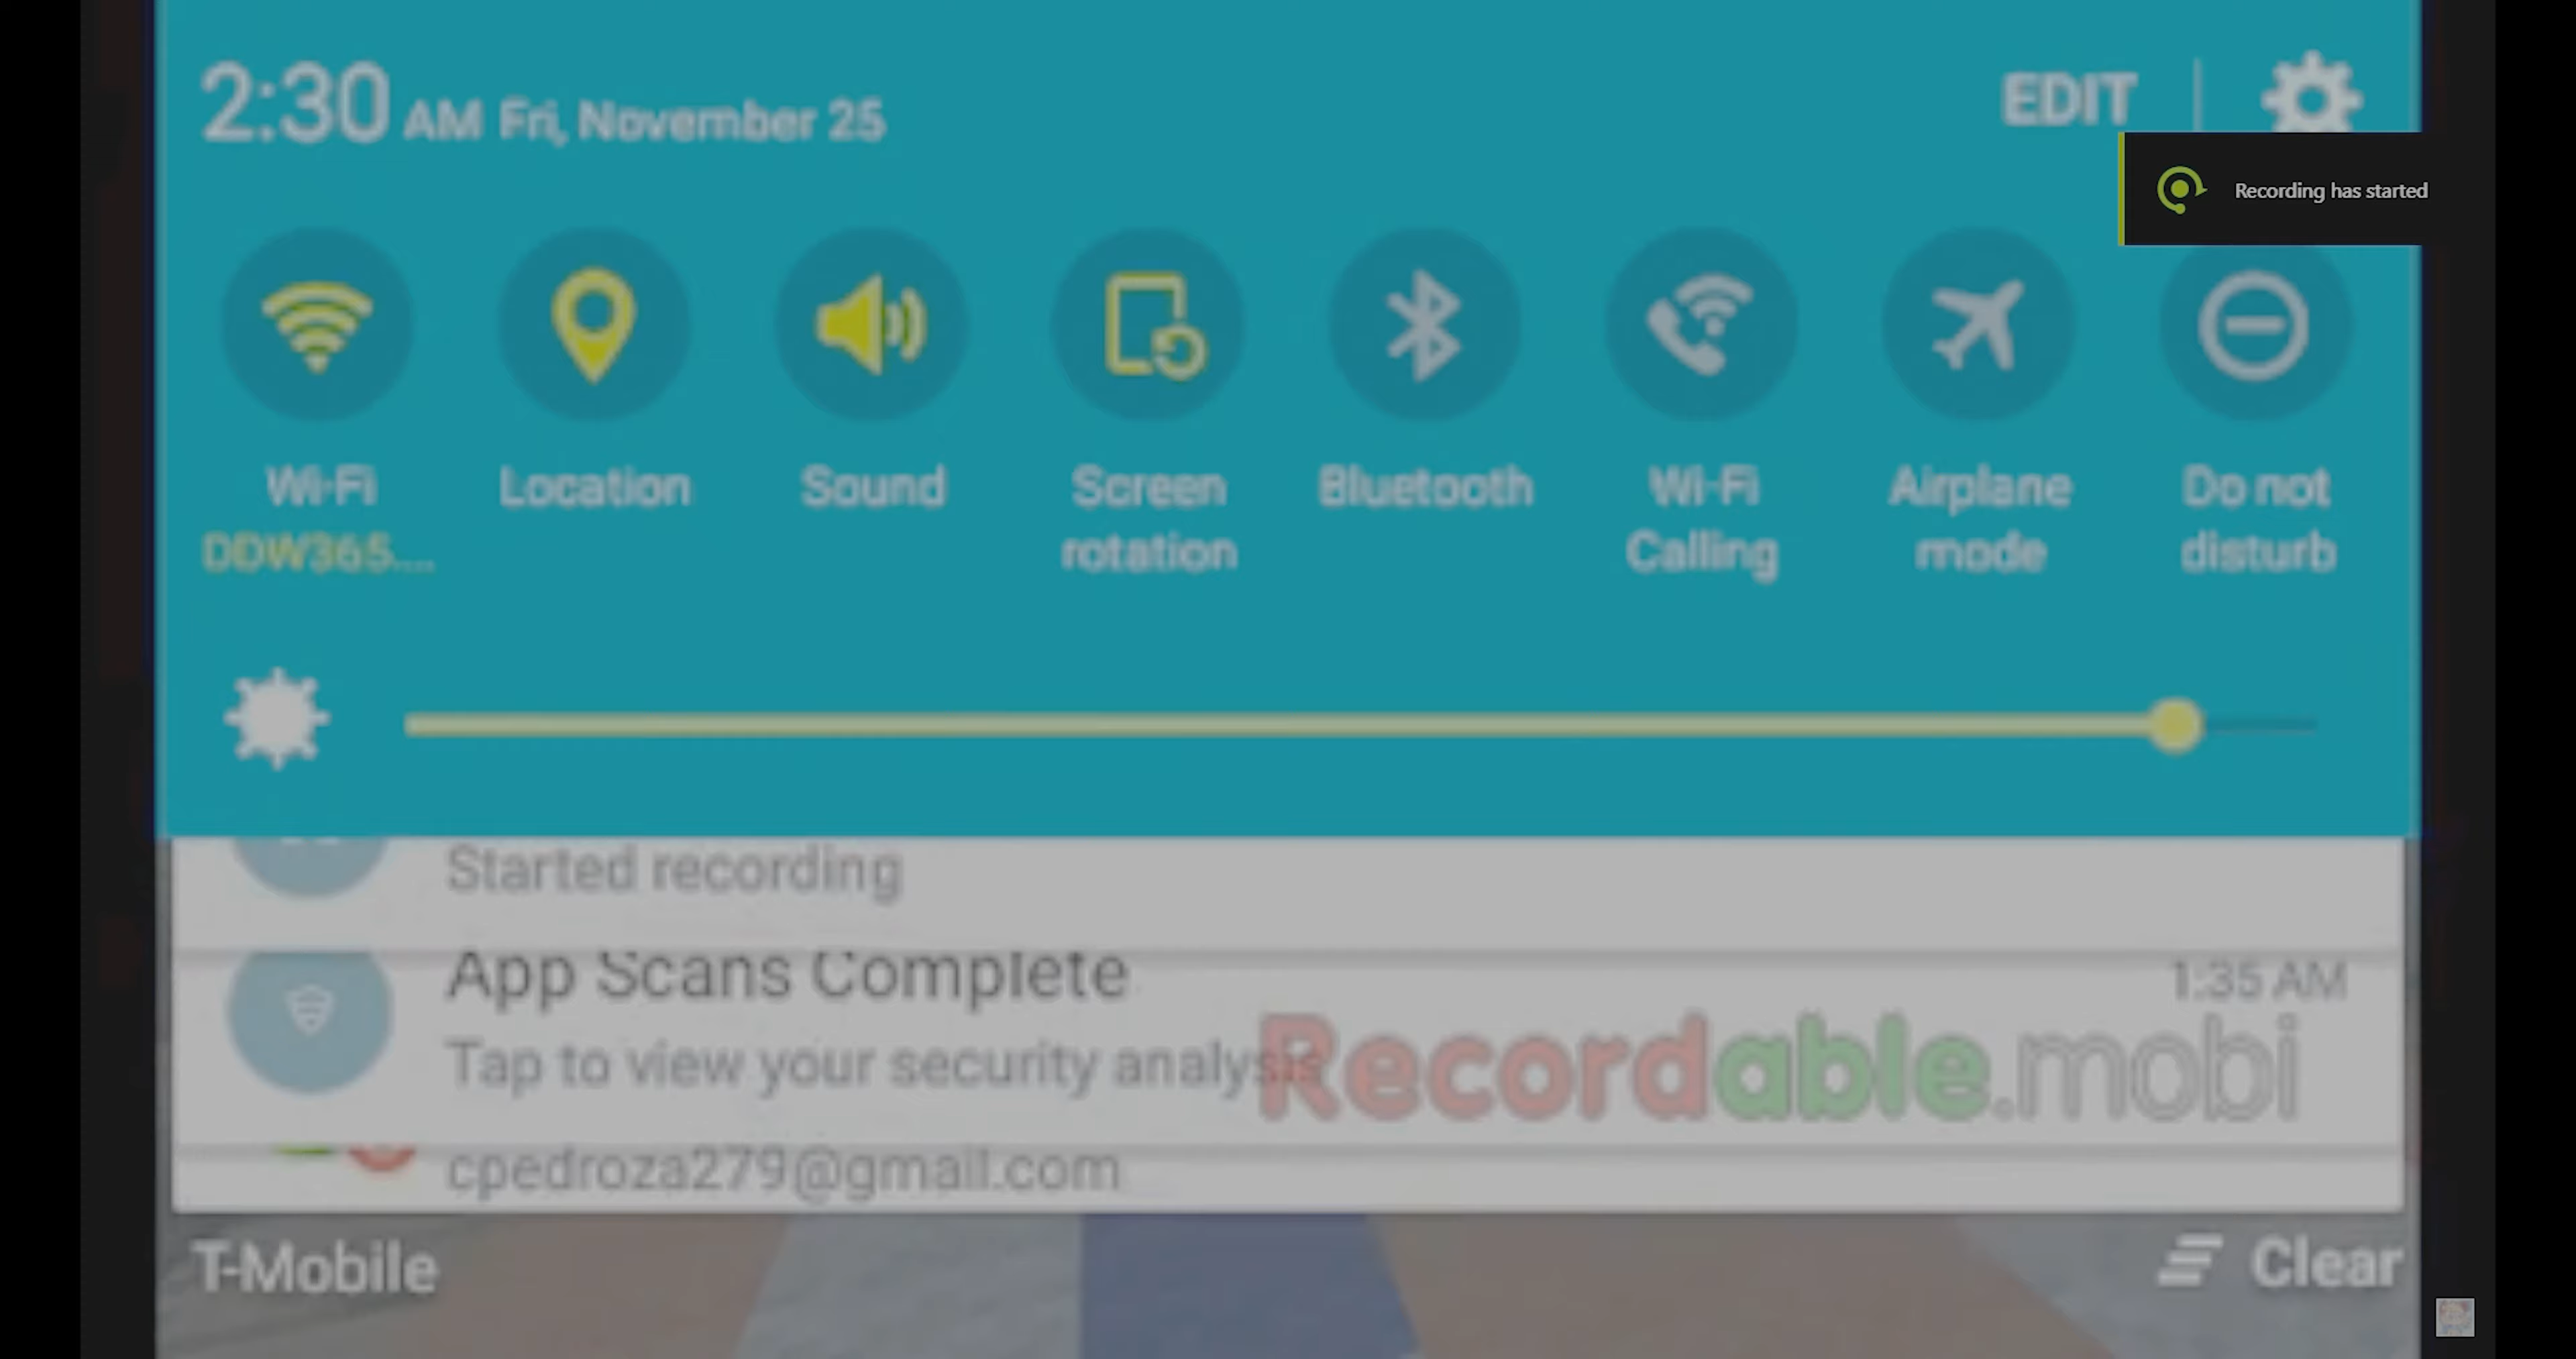 2:30 AM Fri, November 25
EDIT
Recording has started
Wi-Fi
DDW365....
Location
Sound
Screen
rotation
Bluetooth
Wi-Fi
Calling
Airplane
mode
Do not
disturb
Started recording
App Scans Complete
1:35 AM
Tap to view your security analysis
Recordable.mobi
cpedroza279@gmail.com
T-Mobile
Clear